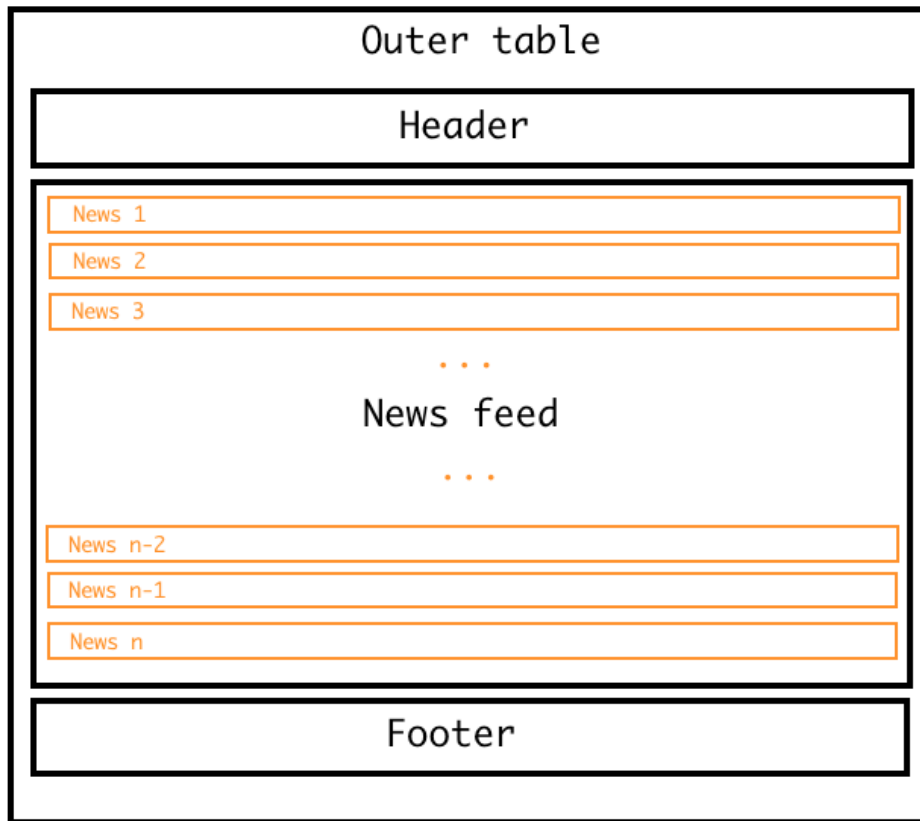 Outer table
Header
News 1
News 2
News 3
...
News feed
...
News n-2
News n-1
News n
Footer